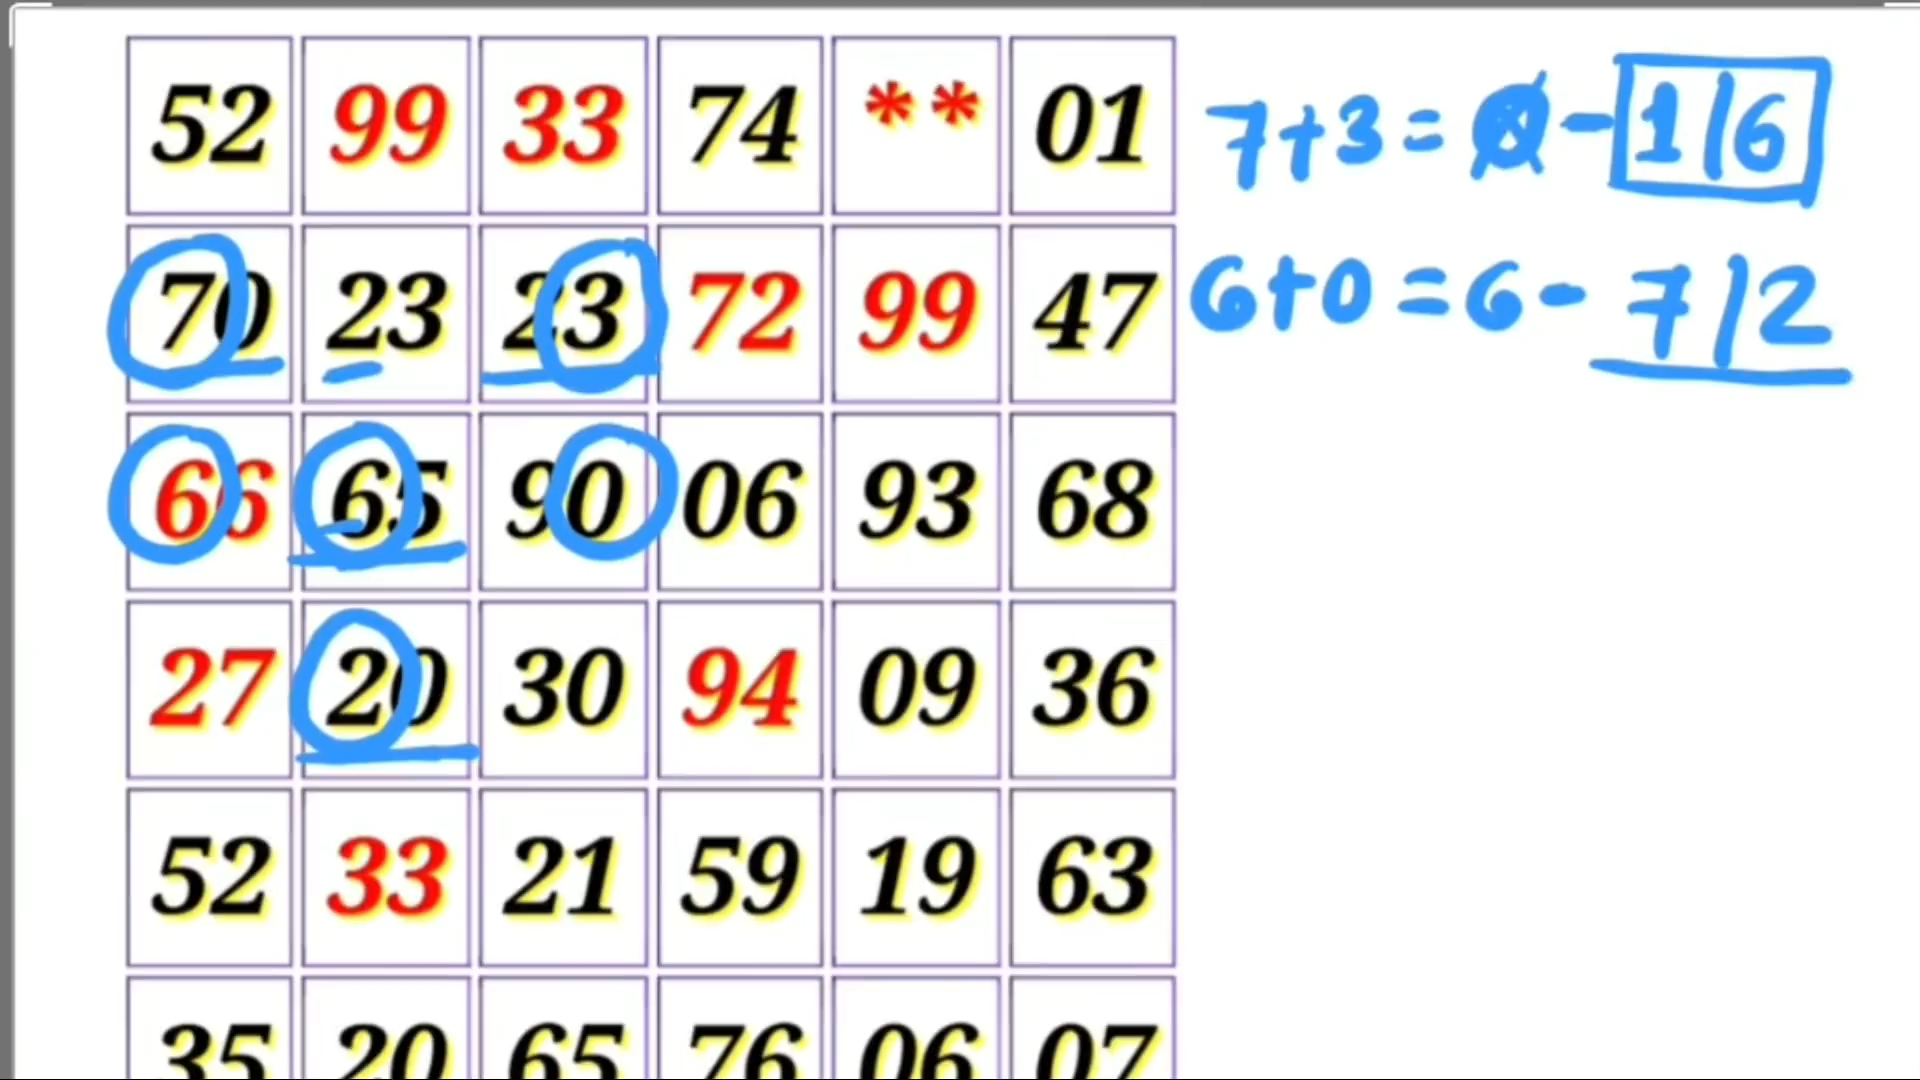 52 99 33 74 ** 01 7+3=0-1|6
70 23 23 72 99 47 6+0=6-7|2
66 65 90 06 93 68
27 20 30 94 09 36
52 33 21 59 19 63
35 20 65 76 06 07